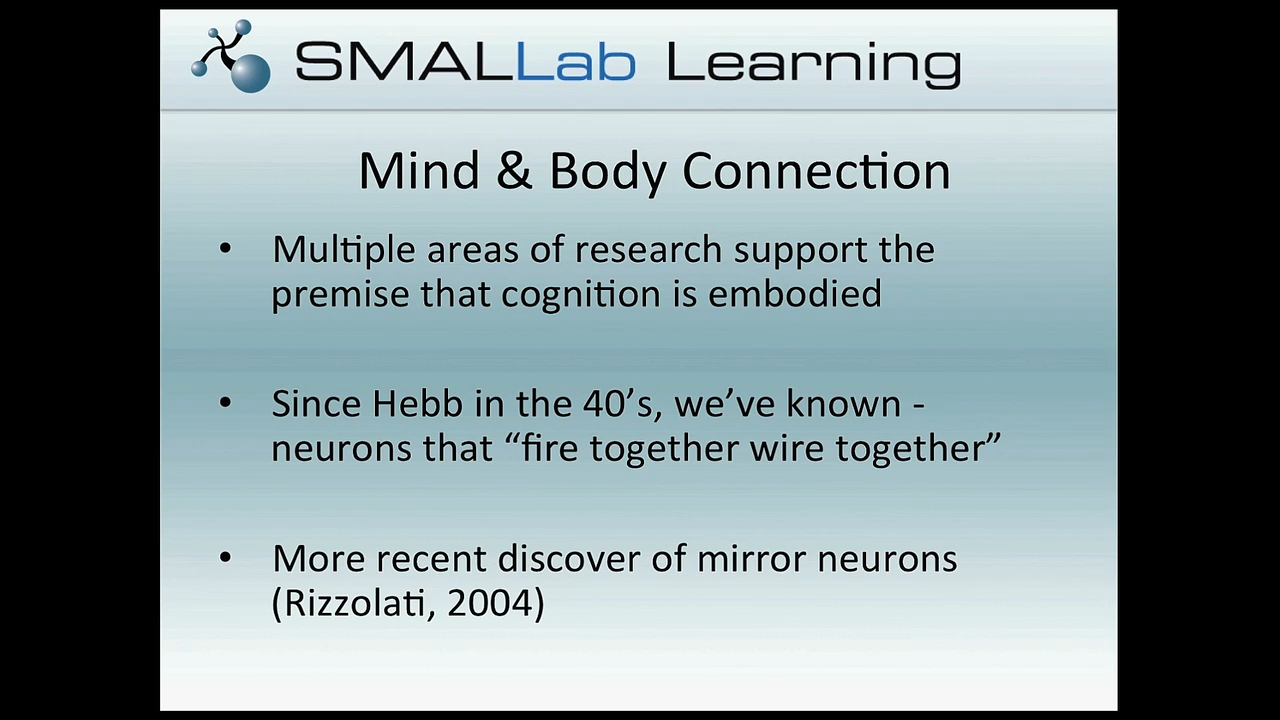 SMALLab Learning
Mind & Body Connection
• Multiple areas of research support the
premise that cognition is embodied
• Since Hebb in the 40’s, we’ve known -
neurons that “fire together wire together”
• More recent discover of mirror neurons
(Rizzolati, 2004)